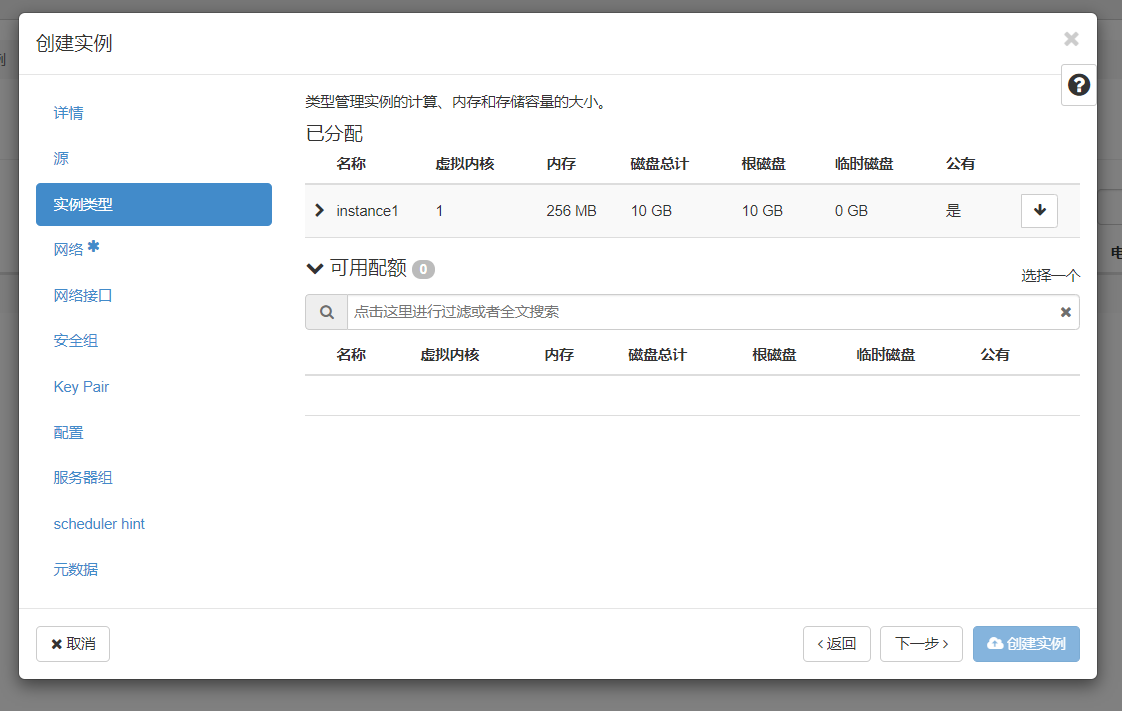 创建实例
详情
源
实例类型
网络 *
网络接口
安全组
Key Pair
配置
服务器组
scheduler hint
元数据
类型管理实例的计算、内存和存储容量的大小。
已分配
名称 虚拟内核 内存 磁盘总计 根磁盘 临时磁盘 公有
instance1 1 256 MB 10 GB 10 GB 0 GB 是
可用配额 0
选择一个
点击这里进行过滤或者全文搜索
名称 虚拟内核 内存 磁盘总计 根磁盘 临时磁盘 公有
取消
返回
下一步
创建实例